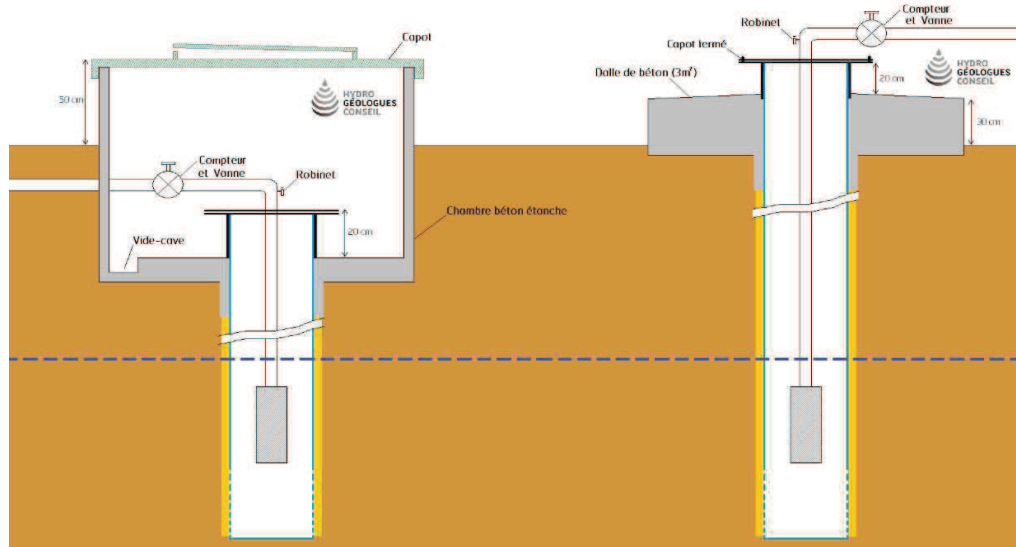 Capot
50 cm
HYDRO
GÉOLOGUES
CONSEIL
Compteur
et Vanne
Robinet
20 cm
Chambre béton étanche
Vide-cave
Robinet
Compteur
et Vanne
Capot fermé
Dalle de béton (3m²)
20 cm
HYDRO
GÉOLOGUES
CONSEIL
30 cm